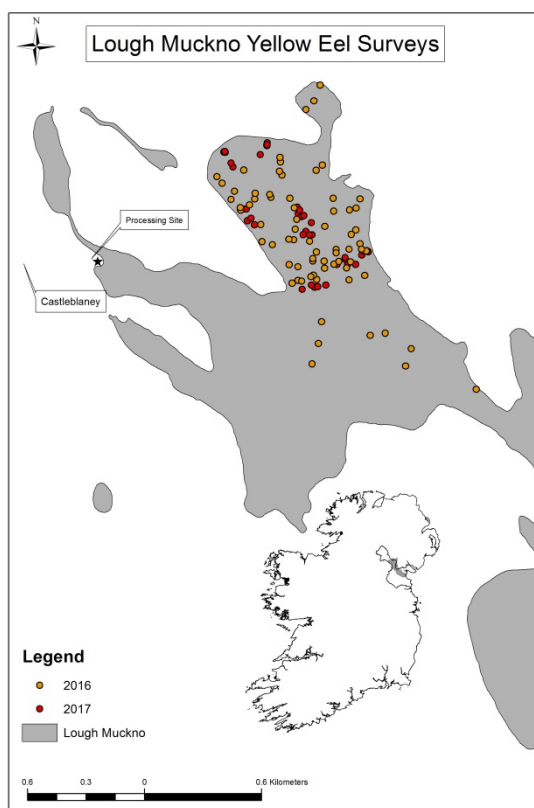 Lough Muckno Yellow Eel Surveys
N
Processing Site
Castleblaney
Legend
2016
2017
Lough Muckno
0.6 0.3 0 0.6 Kilometers